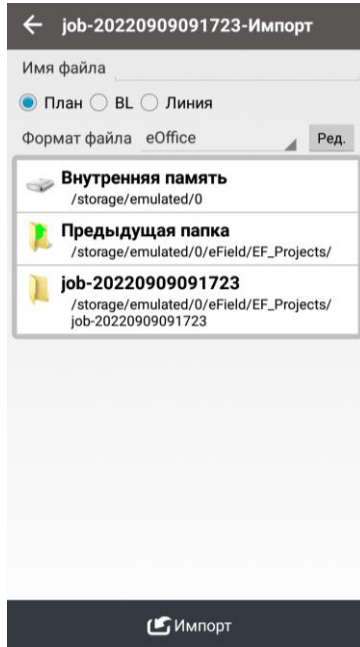 job-20220909091723-Импорт
Имя файла
План BL Линия
Формат файла eOffice Ред.
Внутренняя память
/storage/emulated/0
Предыдущая папка
/storage/emulated/0/eField/EF_Projects/
job-20220909091723
/storage/emulated/0/eField/EF_Projects/
job-20220909091723
Импорт